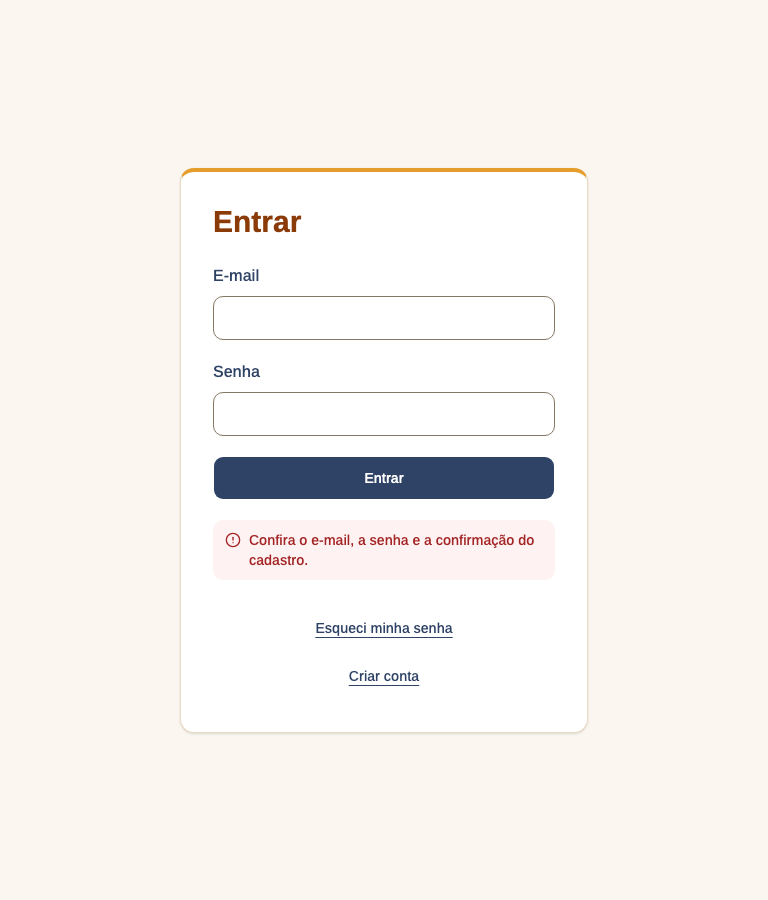 Entrar
E-mail
Senha
Entrar
Confira o e-mail, a senha e a confirmação do
cadastro.
Esqueci minha senha
Criar conta